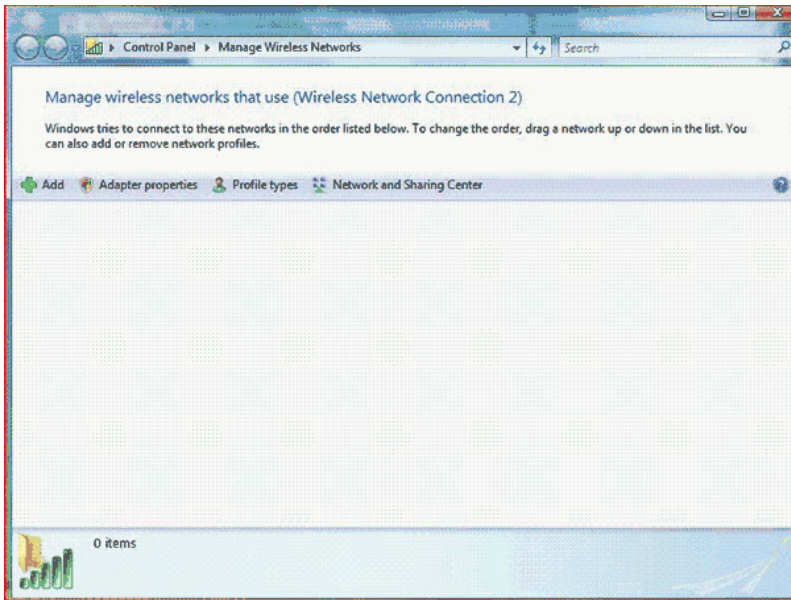 Control Panel ▸ Manage Wireless Networks
Search
Manage wireless networks that use (Wireless Network Connection 2)
Windows tries to connect to these networks in the order listed below. To change the order, drag a network up or down in the list. You
can also add or remove network profiles.
Add Adapter properties Profile types Network and Sharing Center
0 items